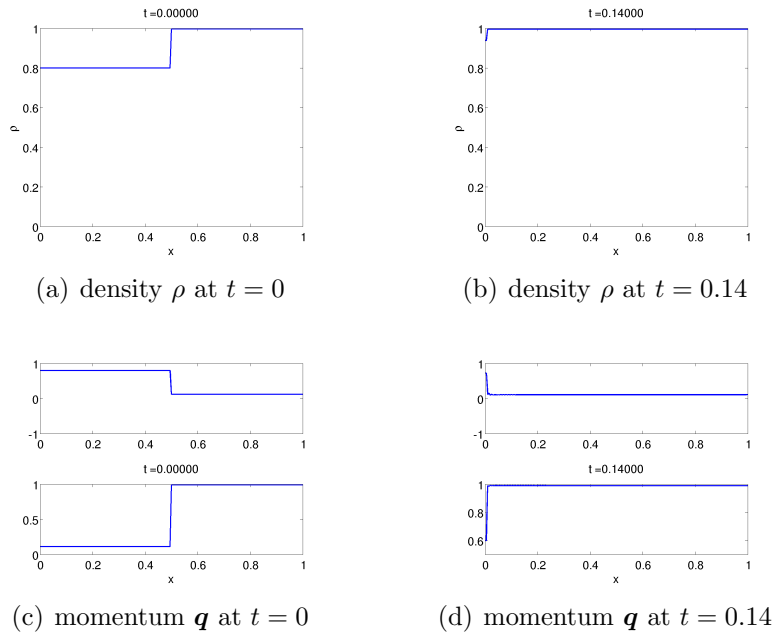 t =0.00000
t =0.14000
1
0.8
0.6
0.4
0.2
0
ρ
0 0.2 0.4 0.6 0.8 1
x
1
0.8
0.6
0.4
0.2
0
ρ
0 0.2 0.4 0.6 0.8 1
x
(a) density ρ at t = 0
(b) density ρ at t = 0.14
1
0
-1
0 0.2 0.4 0.6 0.8 1
t =0.00000
1
0.5
0
0 0.2 0.4 0.6 0.8 1
x
1
0
-1
0 0.2 0.4 0.6 0.8 1
t =0.14000
1
0.8
0.6
0 0.2 0.4 0.6 0.8 1
x
(c) momentum q at t = 0
(d) momentum q at t = 0.14